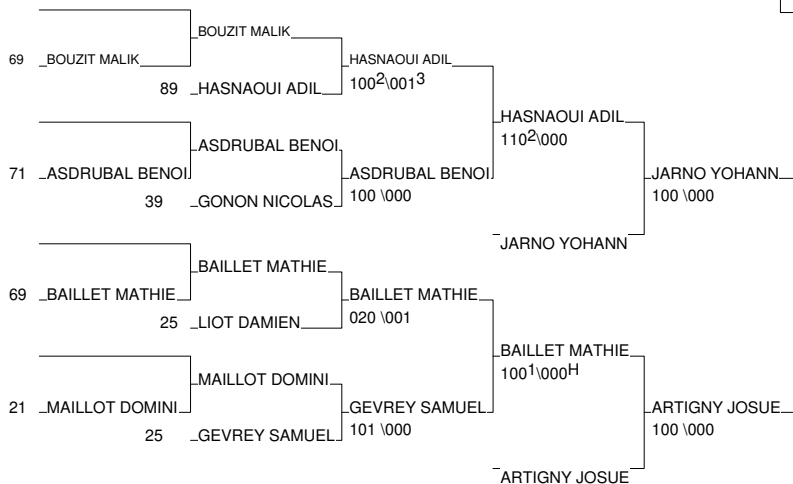 BOUZIT MALIK
69 BOUZIT MALIK
HASNAOUI ADIL
89 HASNAOUI ADIL
100²\001³
HASNAOUI ADIL
110²\000
ASDRUBAL BENOI
71 ASDRUBAL BENOI
ASDRUBAL BENOI
JARNO YOHANN
39 GONON NICOLAS
100 \000
100 \000
JARNO YOHANN
BAILLET MATHIE
69 BAILLET MATHIE
BAILLET MATHIE
25 LIOT DAMIEN
020 \001
BAILLET MATHIE
100¹\000ᴴ
MAILLOT DOMINI
21 MAILLOT DOMINI
GEVREY SAMUEL
ARTIGNY JOSUE
25 GEVREY SAMUEL
101 \000
100 \000
ARTIGNY JOSUE